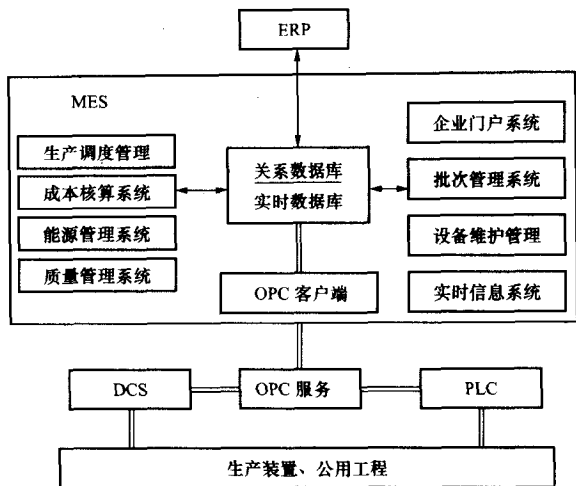 ERP
MES
生产调度管理
成本核算系统
能源管理系统
质量管理系统
关系数据库
实时数据库
OPC 客户端
企业门户系统
批次管理系统
设备维护管理
实时信息系统
DCS
OPC 服务
PLC
生产装置、公用工程